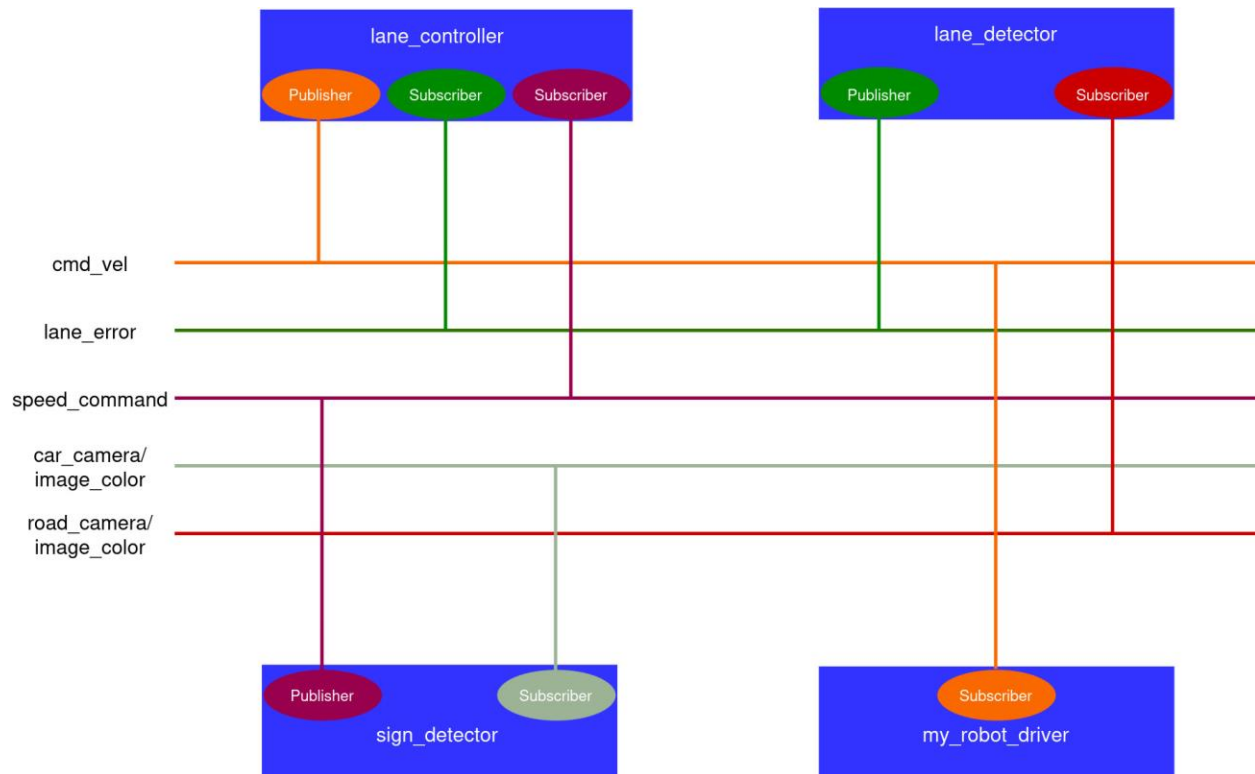 lane_controller
Publisher
Subscriber
Subscriber
lane_detector
Publisher
Subscriber
cmd_vel
lane_error
speed_command
car_camera/
image_color
road_camera/
image_color
Publisher
Subscriber
sign_detector
Subscriber
my_robot_driver